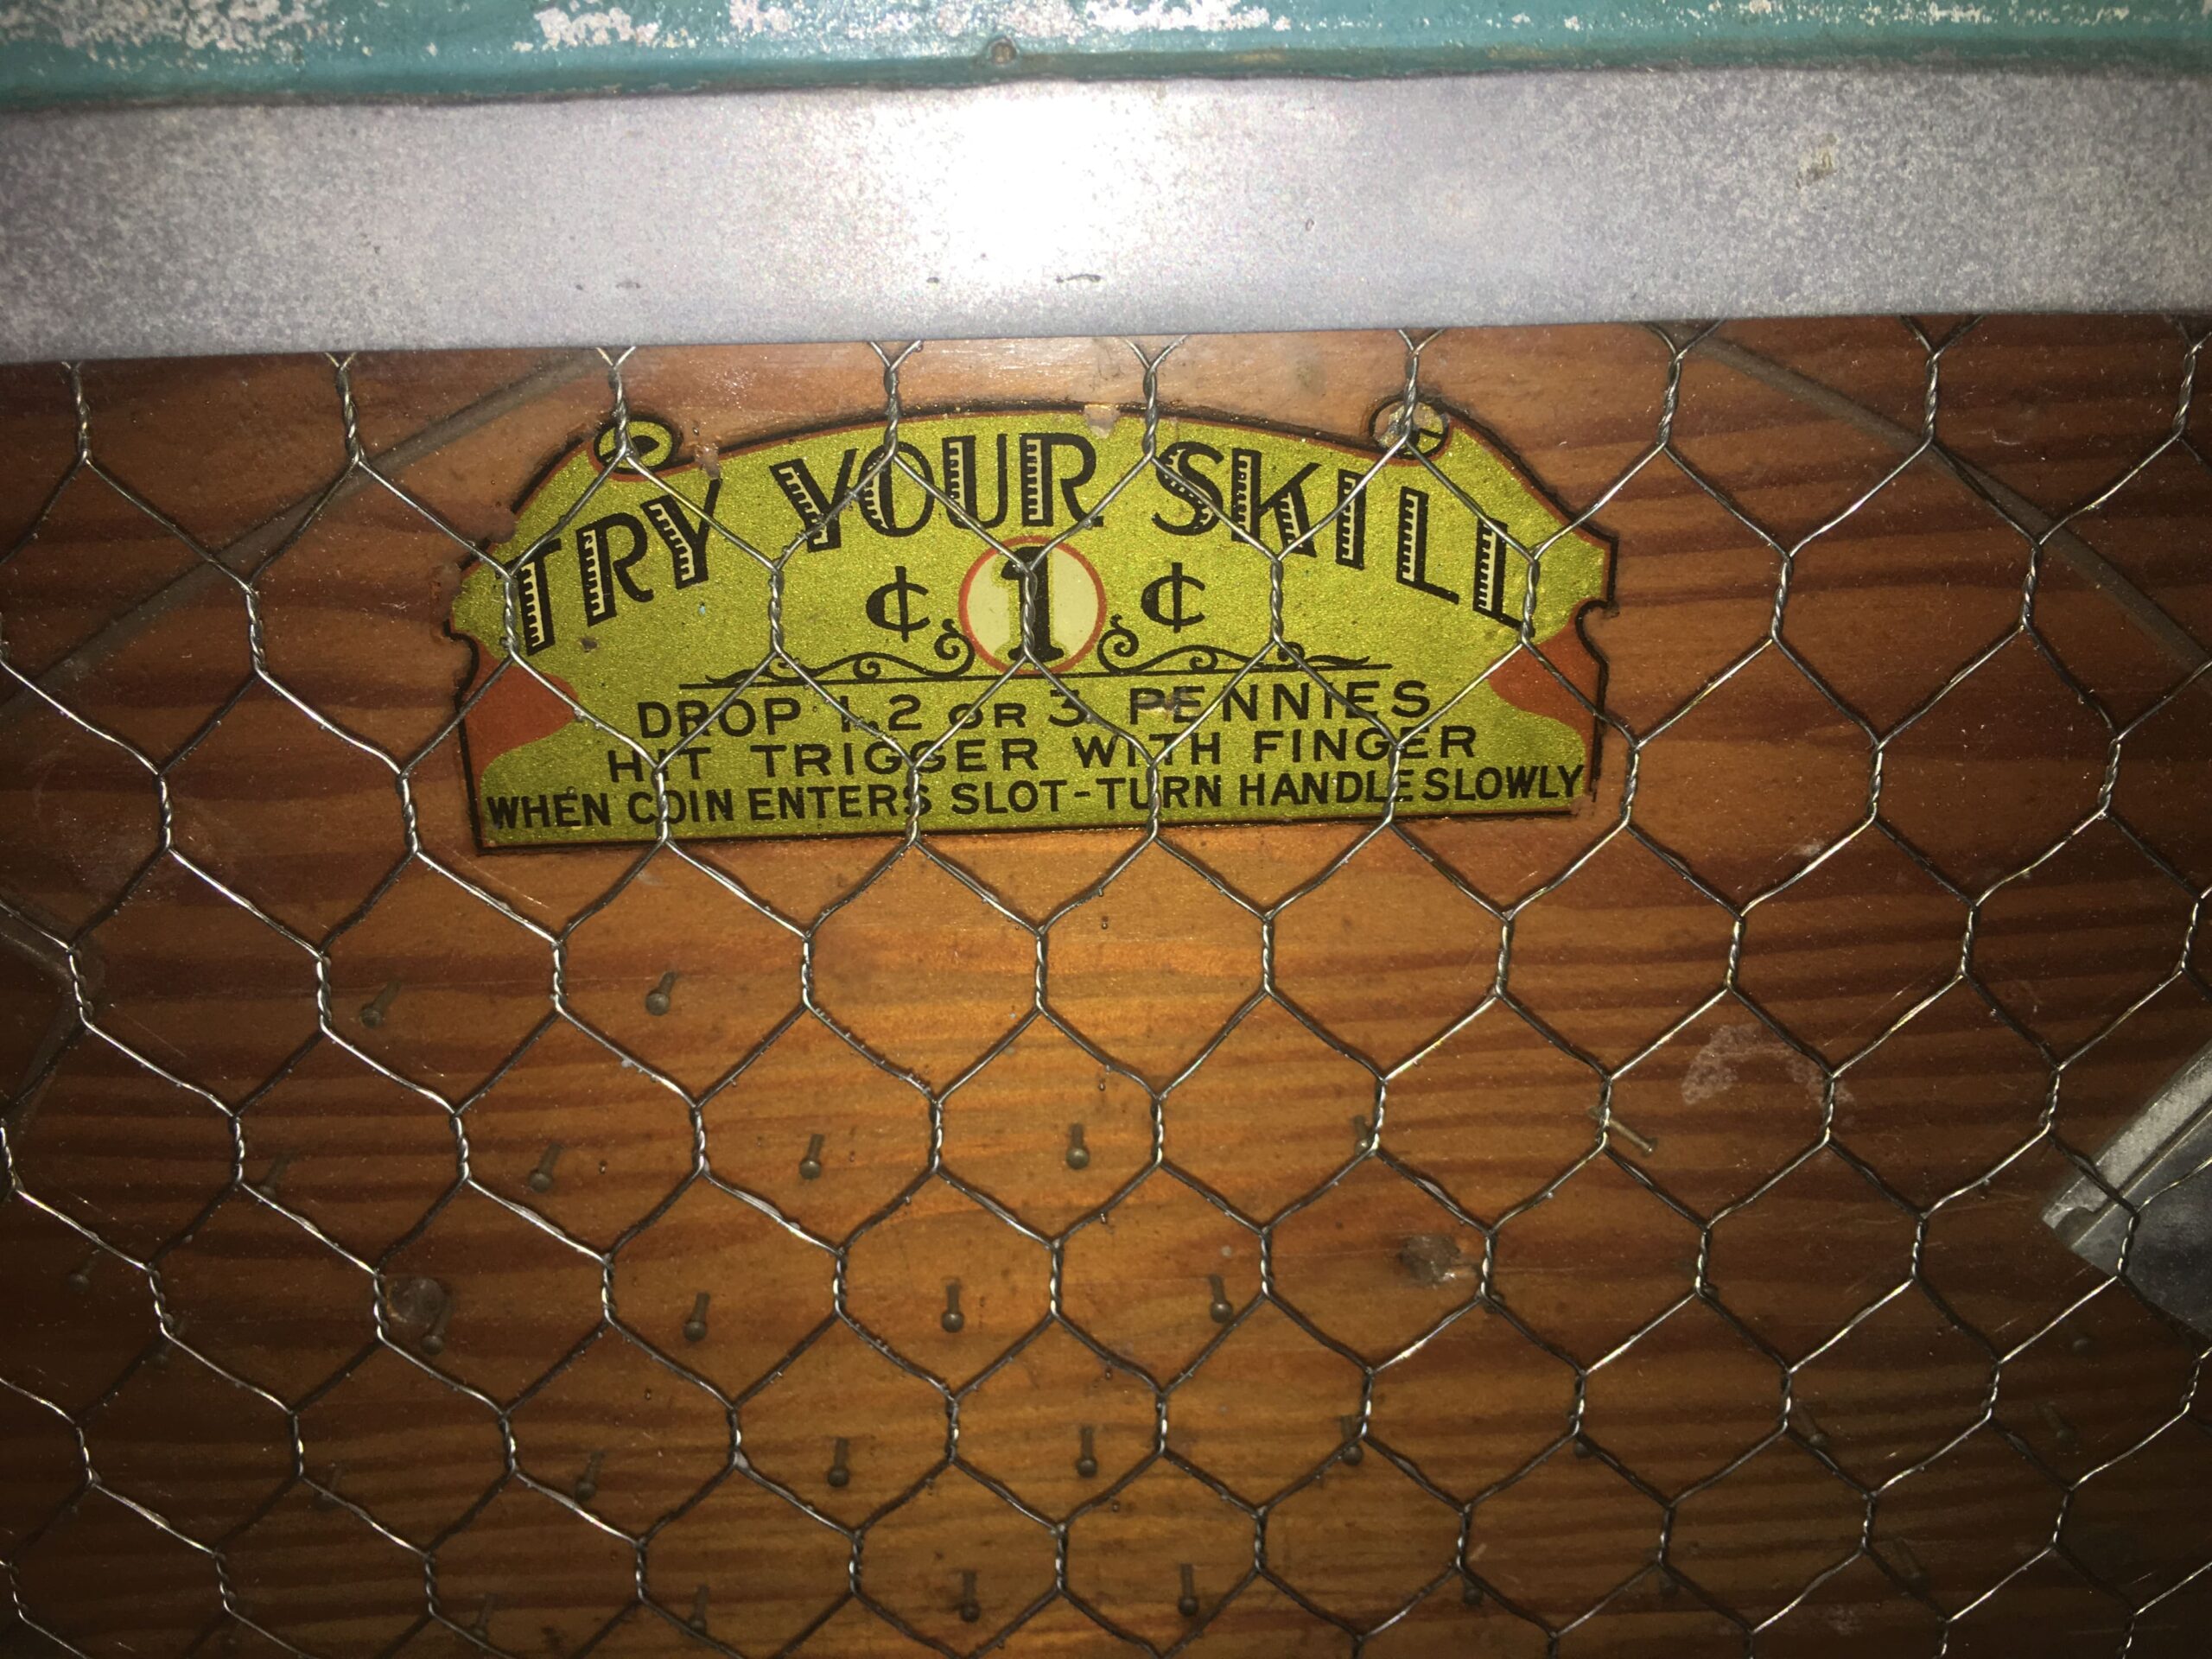 TRY YOUR SKILL
¢ 1 ¢
DROP 1, 2 OR 3 PENNIES
HIT TRIGGER WITH FINGER
WHEN COIN ENTERS SLOT-TURN HANDLE SLOWLY